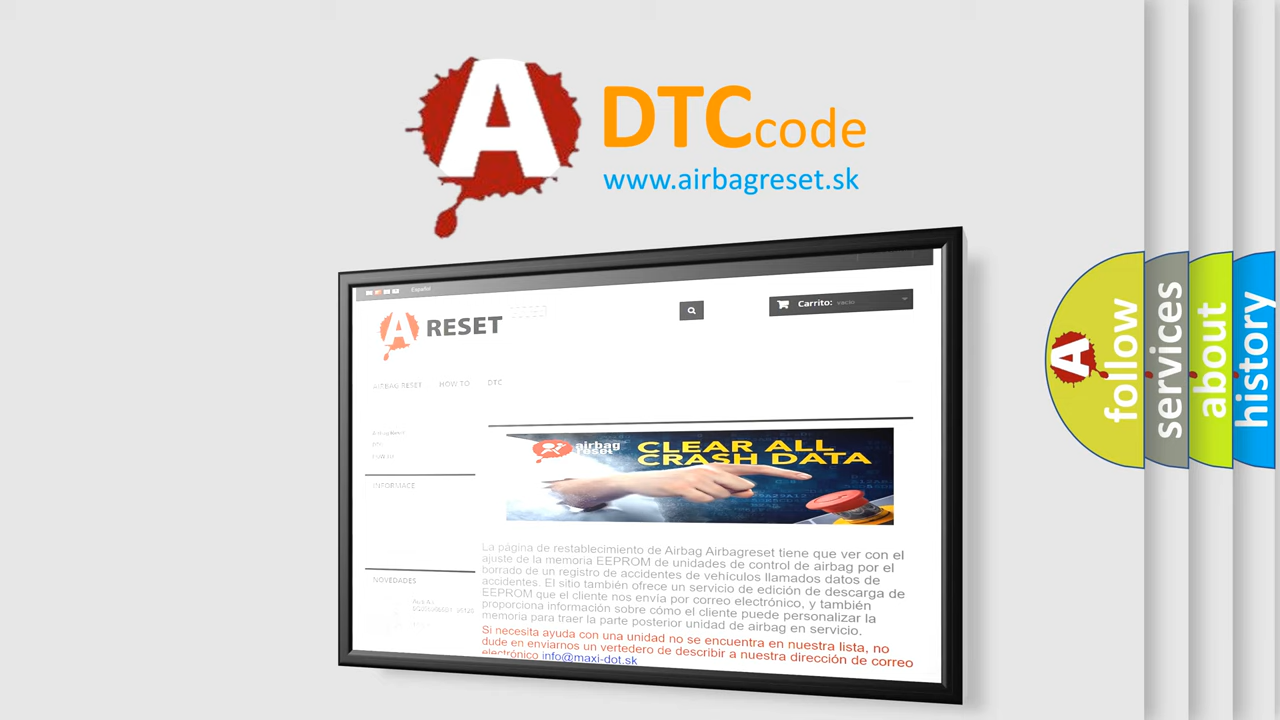 A
DTCcode
www.airbagreset.sk
Español
A RESET
Carrito: vacío
AIRBAG RESET HOW TO DTC
airbag
reset
CLEAR ALL
CRASH DATA
INFORMACE
La página de restablecimiento de Airbag Airbagreset tiene que ver con el
ajuste de la memoria EEPROM de unidades de control de airbag por el
borrado de un registro de accidentes de vehículos llamados datos de
accidentes. El sitio también ofrece un servicio de edición de descarga de
EEPROM que el cliente nos envía por correo electrónico, y también
proporciona información sobre cómo el cliente puede personalizar la
memoria para traer la parte posterior unidad de airbag en servicio.
NOVEDADES
Si necesita ayuda con una unidad no se encuentra en nuestra lista, no
dude en enviarnos un vertedero de describir a nuestra dirección de correo
electrónico info@maxi-dot.sk
A
follow
services
about
history